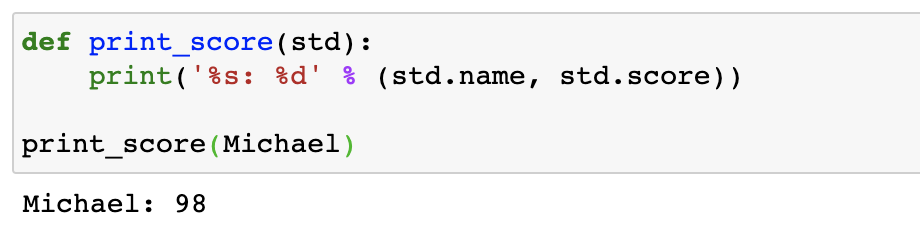 def print_score(std):
    print('%s: %d' % (std.name, std.score))
print_score(Michael)
Michael: 98